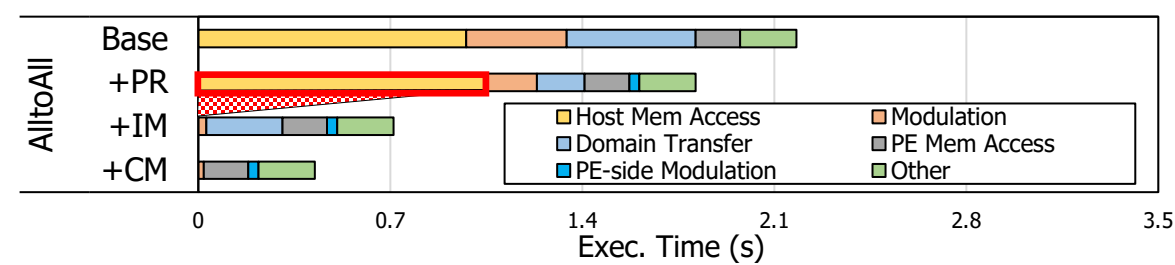 AlltoAll
Base
+PR
+IM
+CM
Host Mem Access
Modulation
Domain Transfer
PE Mem Access
PE-side Modulation
Other
0 0.7 1.4 2.1 2.8 3.5
Exec. Time (s)